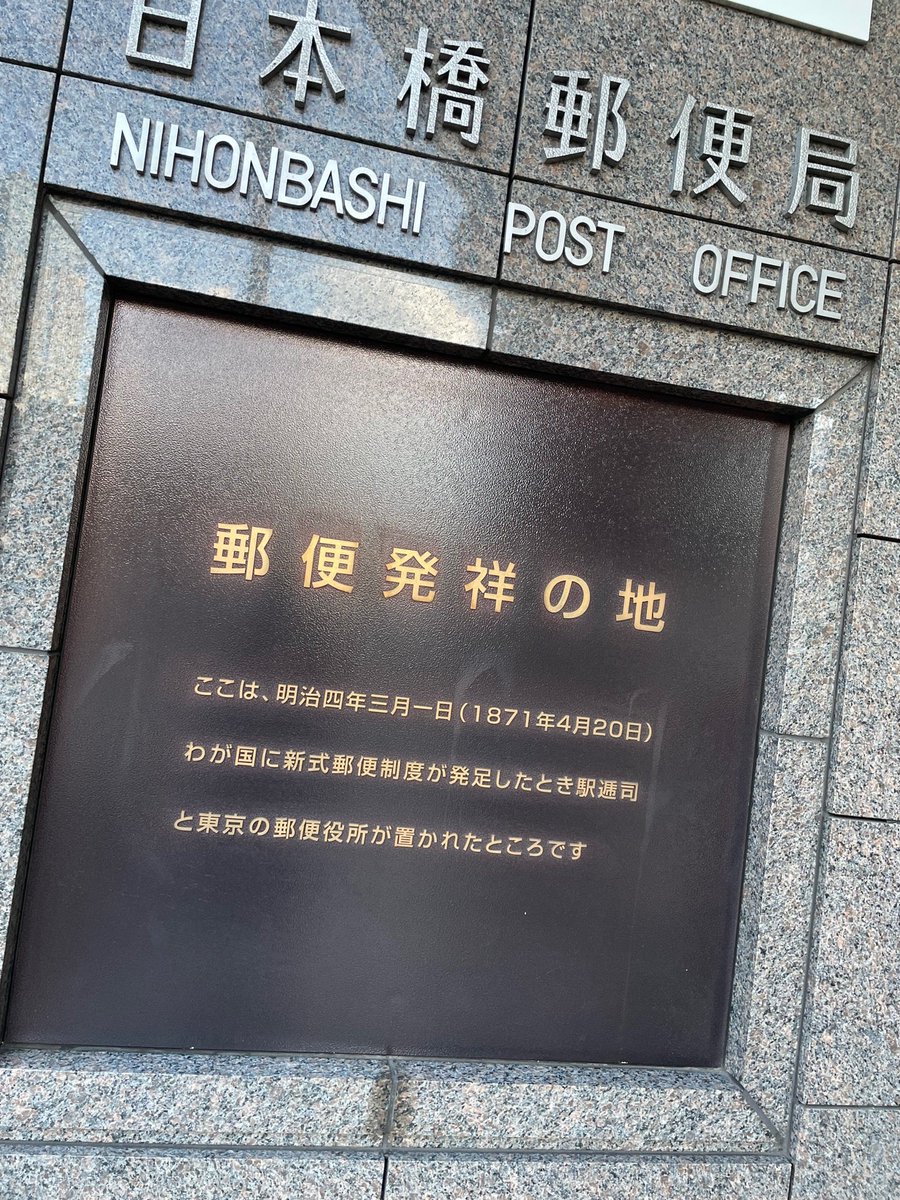 日本橋郵便局
NIHONBASHI POST OFFICE
郵便発祥の地
ここは、明治四年三月一日(1871年4月20日)
わが国に新式郵便制度が発足したとき駅逓司
と東京の郵便役所が置かれたところです